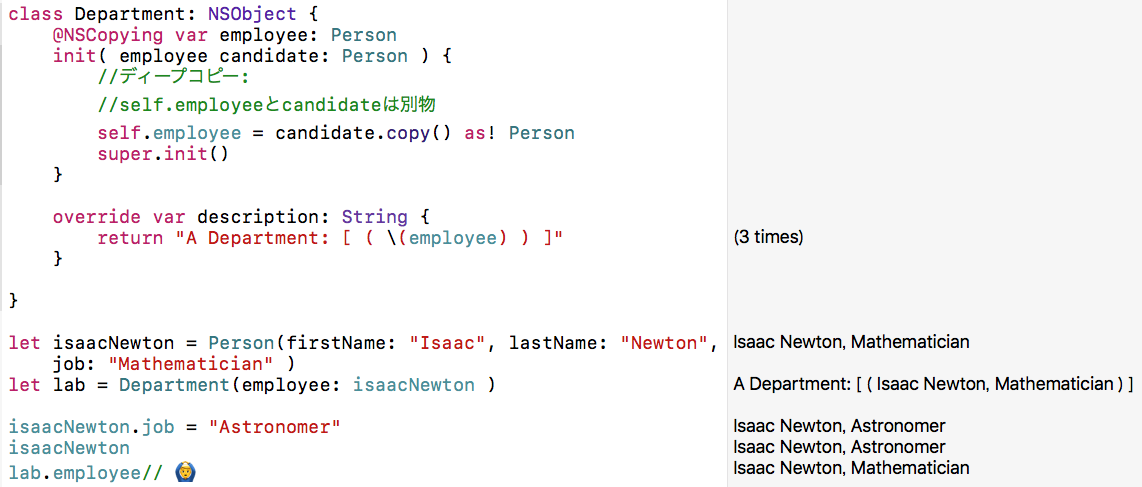 class Department: NSObject {
@NSCopying var employee: Person
init( employee candidate: Person ) {
//ディープコピー:
//self.employeeとcandidateは別物
self.employee = candidate.copy() as! Person
super.init()
}
override var description: String {
return "A Department: [ ( \(employee) ) ]"
(3 times)
}
}
let isaacNewton = Person(firstName: "Isaac", lastName: "Newton",
Isaac Newton, Mathematician
job: "Mathematician" )
let lab = Department(employee: isaacNewton )
A Department: [ ( Isaac Newton, Mathematician ) ]
isaacNewton.job = "Astronomer"
Isaac Newton, Astronomer
isaacNewton
Isaac Newton, Astronomer
lab.employee// 🙆‍♂️
Isaac Newton, Mathematician